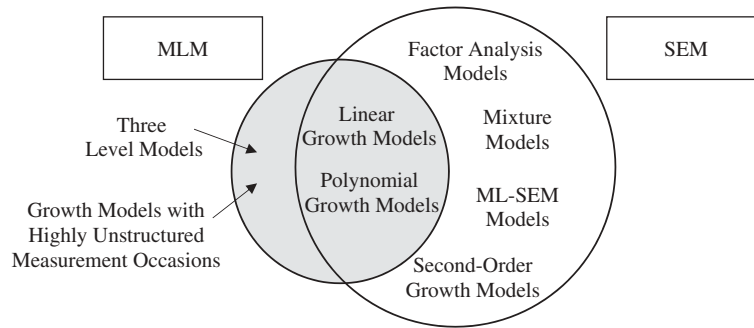 MLM
SEM
Factor Analysis
Models
Three
Level Models
Linear
Growth Models
Mixture
Models
Polynomial
Growth Models
ML-SEM
Models
Growth Models with
Highly Unstructured
Measurement Occasions
Second-Order
Growth Models